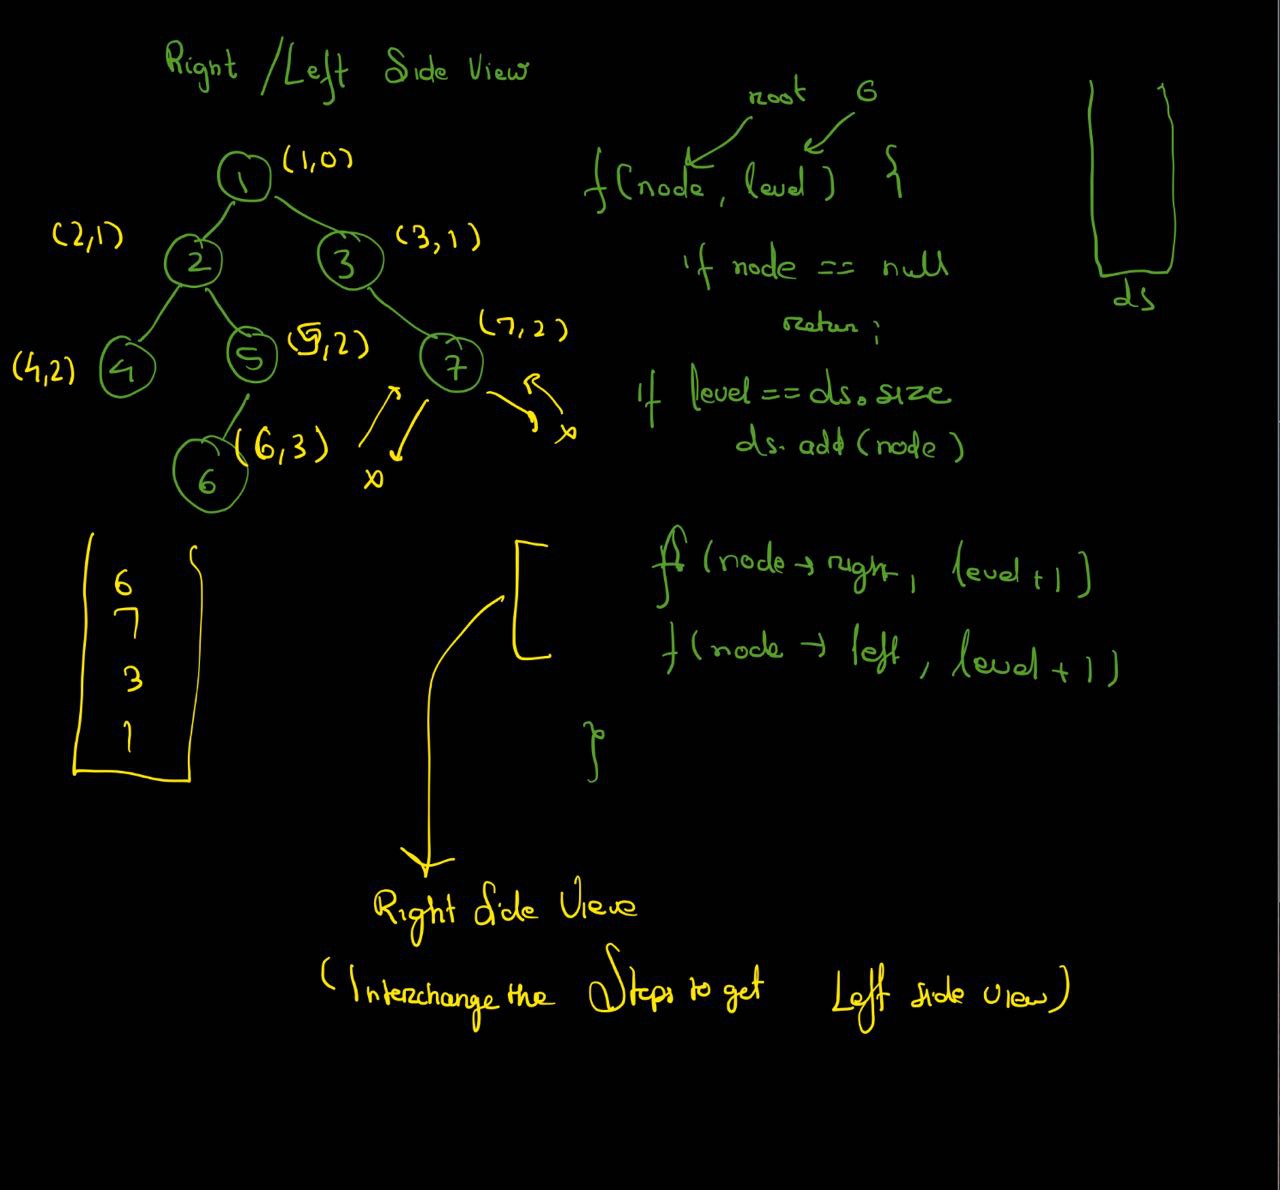 Right / Left Side View
root 0
f(node, level) {
if node == null
return;
if level == ds.size
ds.add(node)
f(node → right, level+1)
f(node → left, level+1)
}
ds
1 (1,0)
(2,1) 2 3 (3,1)
(4,2) 4 5 (5,2) 7 (7,2)
6 (6,3) x x
6
7
3
1
Right Side View
(Interchange the Steps to get Left side view)